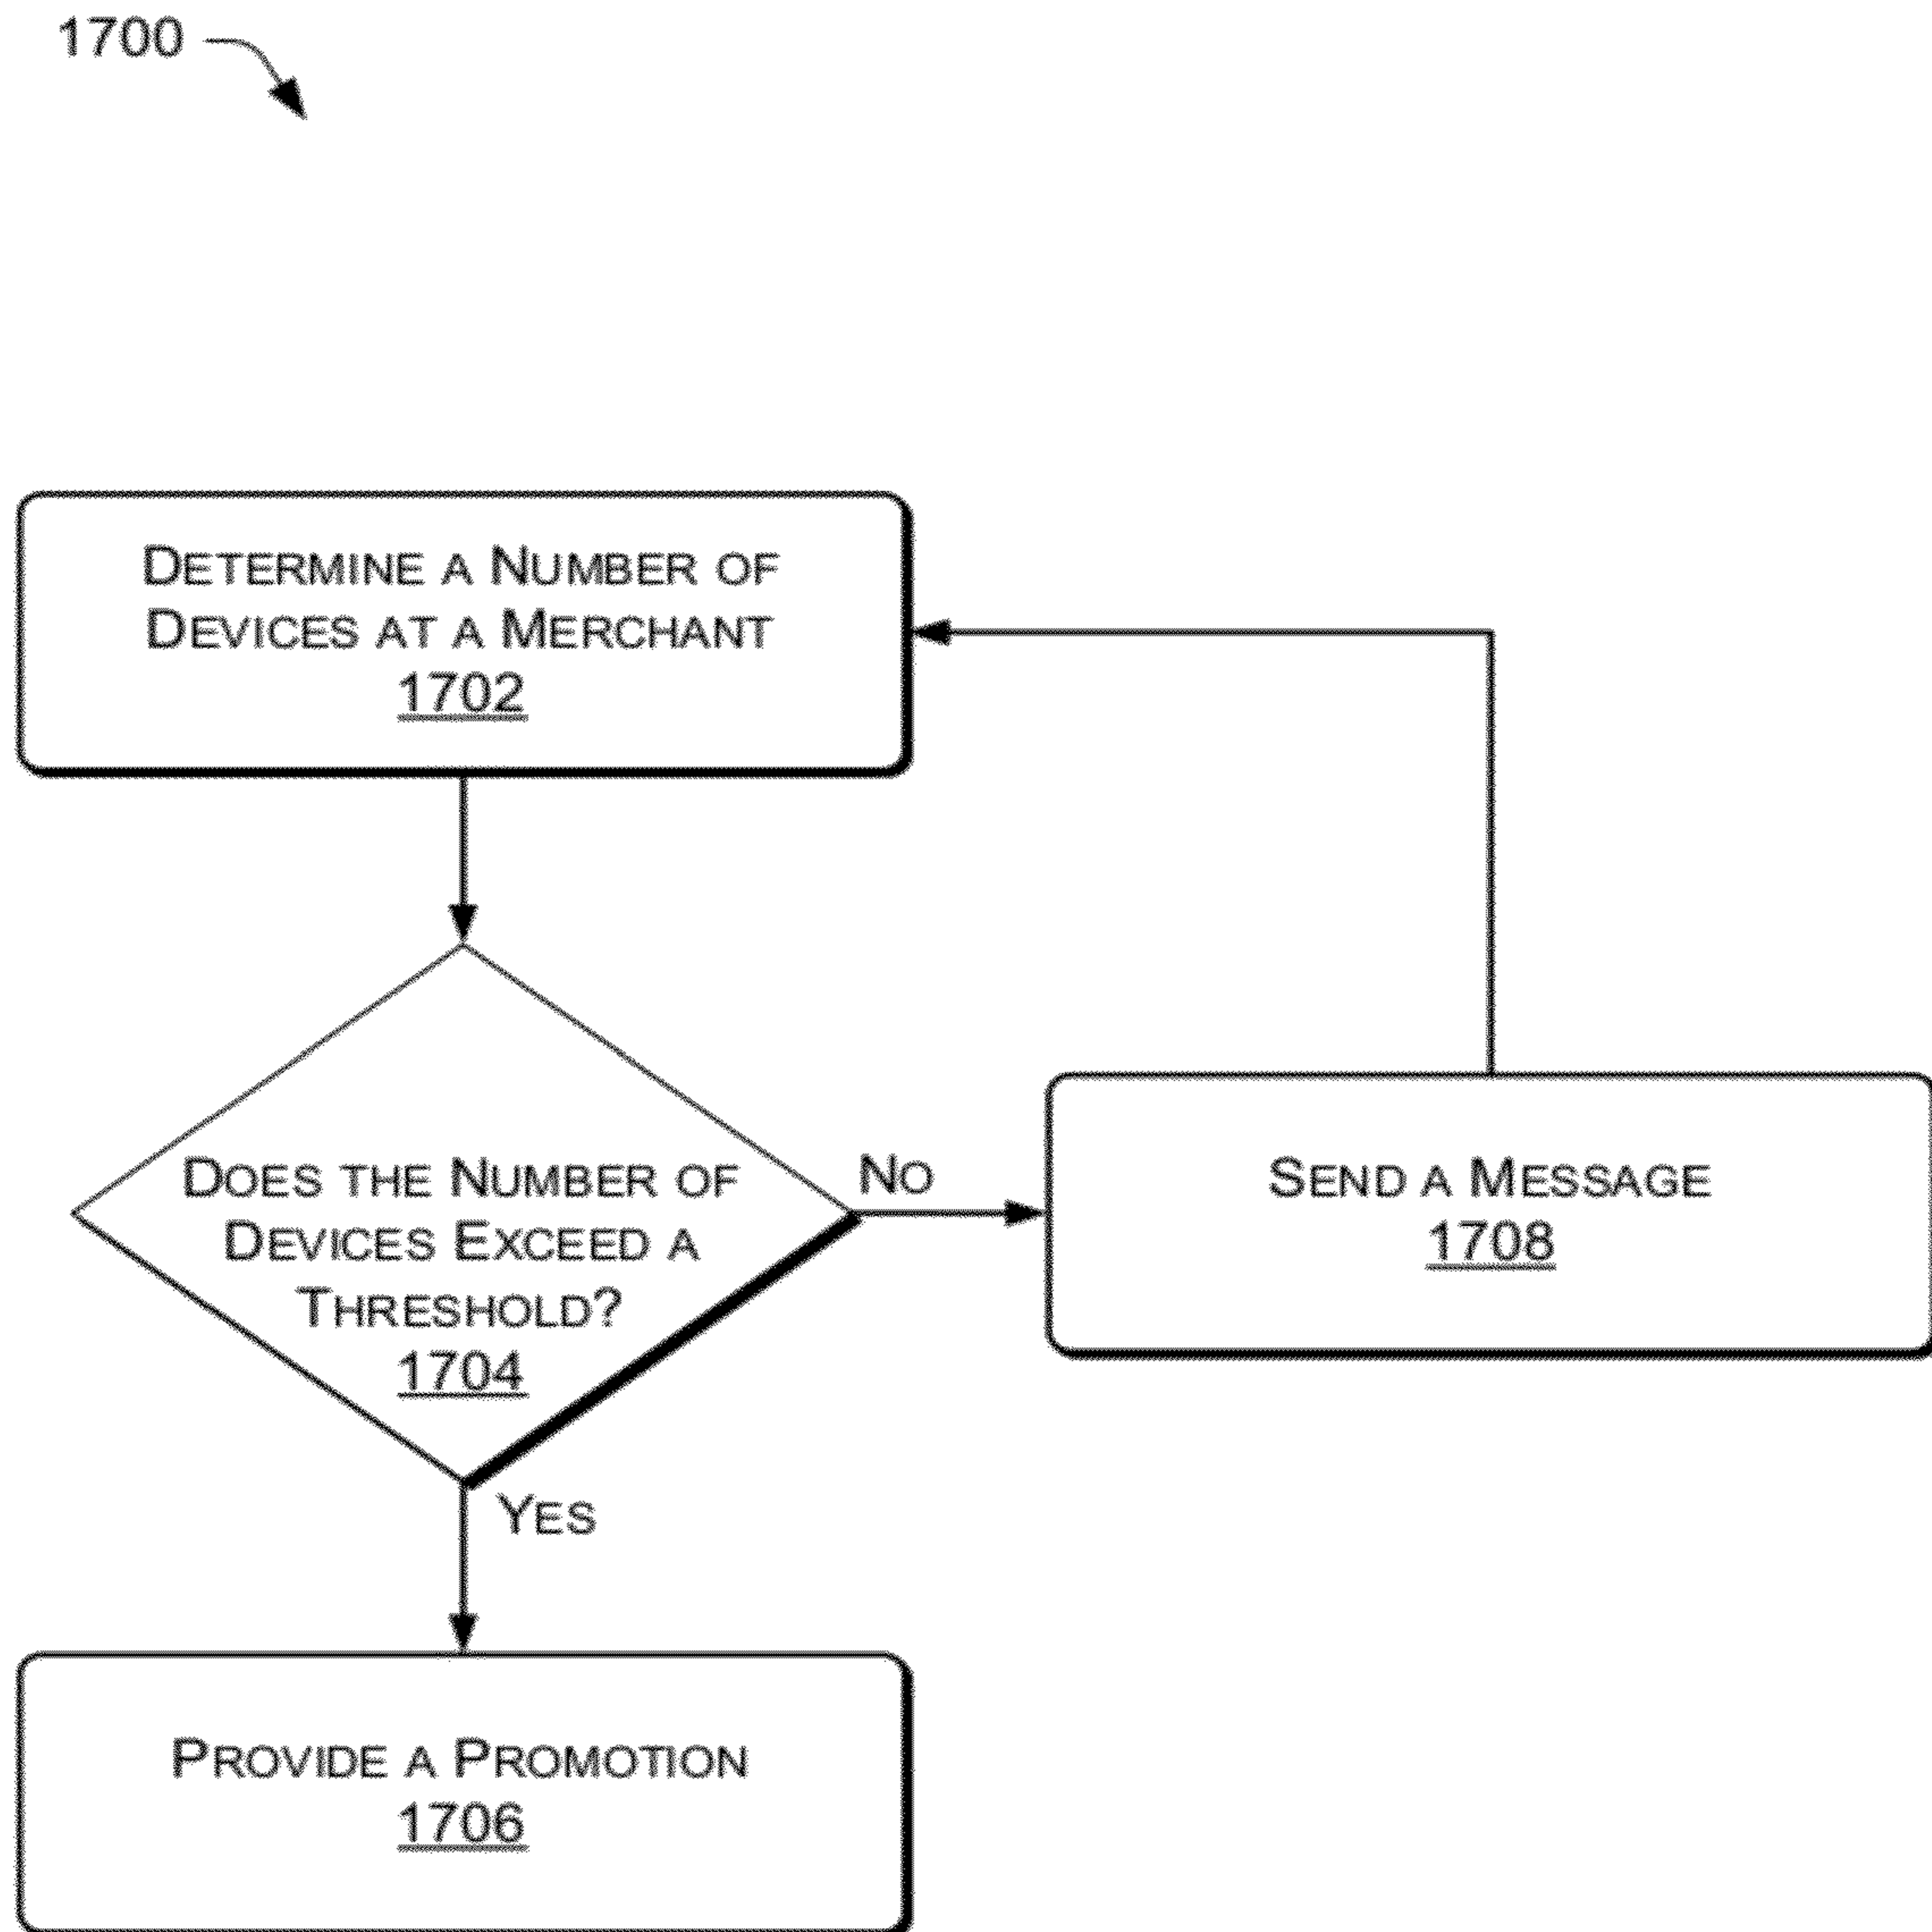 1700
DETERMINE A NUMBER OF
DEVICES AT A MERCHANT
1702
DOES THE NUMBER OF
DEVICES EXCEED A
THRESHOLD?
1704
NO
SEND A MESSAGE
1708
YES
PROVIDE A PROMOTION
1706